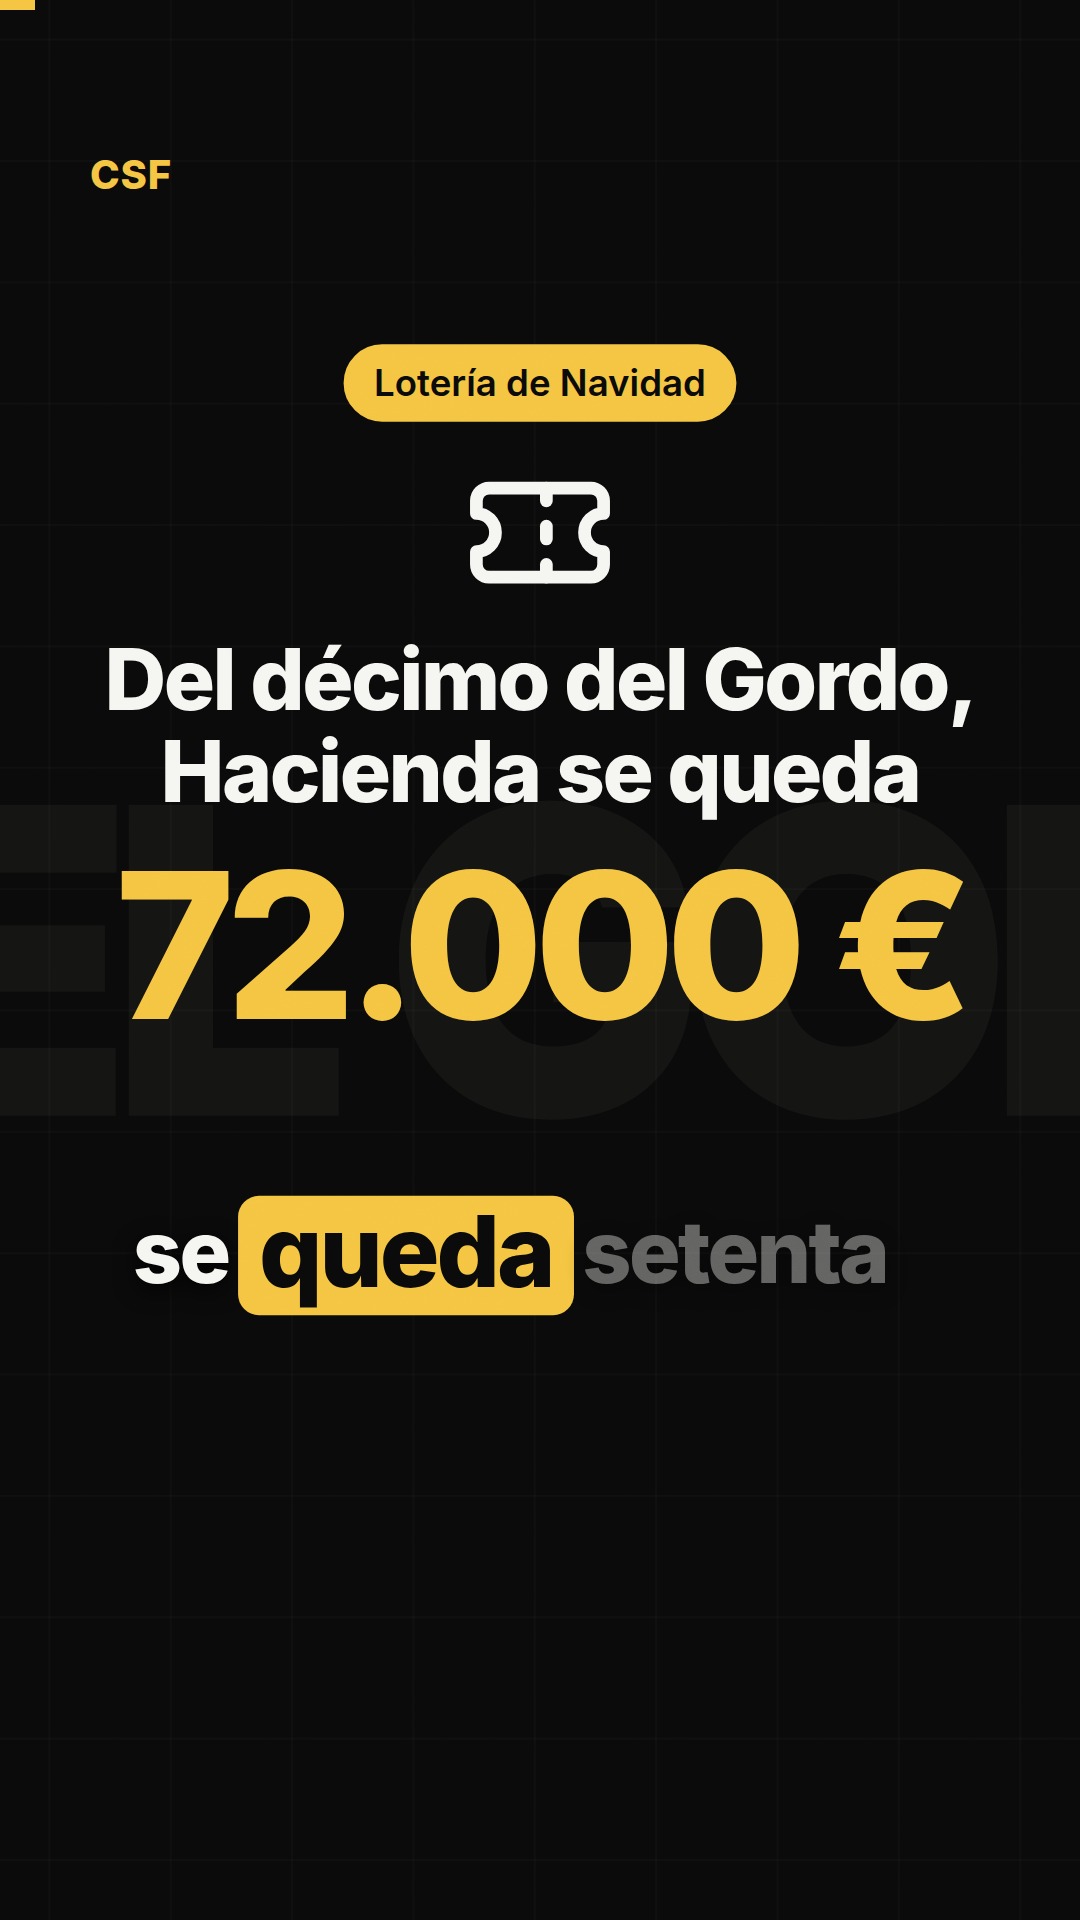 CSF
Lotería de Navidad
Del décimo del Gordo,
Hacienda se queda
72.000 €
se queda setenta